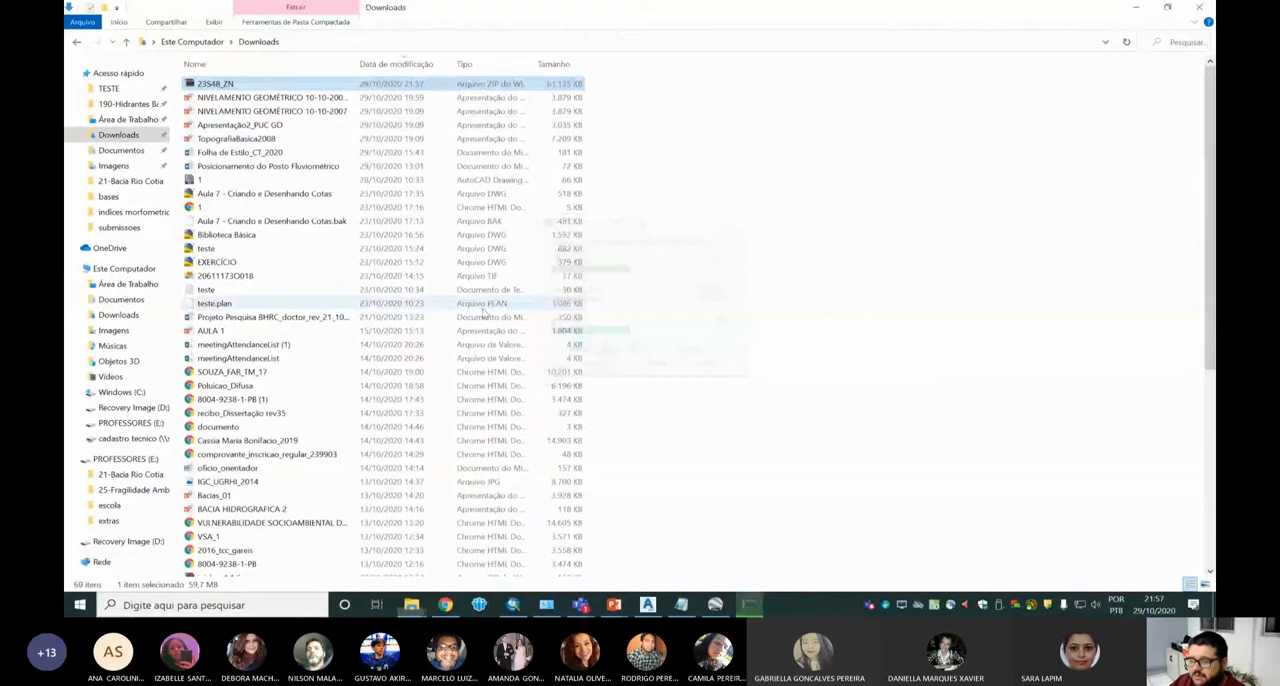 Extrair
Downloads
Arquivo
Início
Compartilhar
Exibir
Ferramentas de Pasta Compactada
Este Computador
Downloads
Pesquisar...
Nome
Data de modificação
Tipo
Tamanho
Acesso rápido
TESTE
190-Hidrantes Ba
Área de Trabalho
Downloads
Documentos
Imagens
21-Bacia Rio Cotia
bases
indices morfometric
submissoes
OneDrive
Este Computador
Área de Trabalho
Documentos
Downloads
Imagens
Músicas
Objetos 3D
Vídeos
Windows (C:)
Recovery Image (D:)
PROFESSORES (E:)
cadastro tecnico (\\s
PROFESSORES (E:)
21-Bacia Rio Cotia
25-Fragilidade Amb
escola
extras
Recovery Image (D:)
Rede
23S48_ZN 29/10/2020 21:57 Arquivo ZIP do Wi... 61.135 KB
NIVELAMENTO GEOMÉTRICO 10-10-200... 29/10/2020 19:59 Apresentação do ... 3.879 KB
NIVELAMENTO GEOMÉTRICO 10-10-2007 29/10/2020 19:09 Apresentação do ... 3.879 KB
Apresentação2_PUC GO 29/10/2020 19:09 Apresentação do ... 3.035 KB
TopografiaBasica2008 29/10/2020 19:09 Apresentação do ... 7.209 KB
Folha de Estilo_CT_2020 29/10/2020 15:43 Documento do Mi... 181 KB
Posicionamento do Posto Fluviométrico 29/10/2020 13:01 Documento do Mi... 72 KB
1 28/10/2020 10:33 AutoCAD Drawing... 66 KB
Aula 7 - Criando e Desenhando Cotas 23/10/2020 17:35 Arquivo DWG 518 KB
1 23/10/2020 17:16 Chrome HTML Do... 5 KB
Aula 7 - Criando e Desenhando Cotas.bak 23/10/2020 17:13 Arquivo BAK 491 KB
Biblioteca Básica 23/10/2020 16:56 Arquivo DWG 1.592 KB
teste 23/10/2020 15:24 Arquivo DWG 882 KB
EXERCÍCIO 23/10/2020 15:12 Arquivo DWG 379 KB
20611173O018 23/10/2020 14:15 Arquivo TIF 37 KB
teste 23/10/2020 10:34 Documento de Te... 30 KB
teste.plan 23/10/2020 10:23 Arquivo PLAN 3.086 KB
Projeto Pesquisa BHRC_doctor_rev_21_10... 21/10/2020 13:23 Documento do Mi... 350 KB
AULA 1 15/10/2020 15:13 Apresentação do ... 1.804 KB
meetingAttendanceList (1) 14/10/2020 20:26 Arquivo de Valore... 4 KB
meetingAttendanceList 14/10/2020 20:26 Arquivo de Valore... 4 KB
SOUZA_FAR_TM_17 14/10/2020 19:00 Chrome HTML Do... 10.201 KB
Poluicao_Difusa 14/10/2020 18:58 Chrome HTML Do... 6.196 KB
8004-9238-1-PB (1) 14/10/2020 17:43 Chrome HTML Do... 3.474 KB
recibo_Dissertação rev35 14/10/2020 17:33 Chrome HTML Do... 327 KB
documento 14/10/2020 14:46 Chrome HTML Do... 3 KB
Cassia Maria Bonifacio_2019 14/10/2020 14:43 Chrome HTML Do... 14.903 KB
comprovante_inscricao_regular_239903 14/10/2020 14:29 Chrome HTML Do... 48 KB
oficio_orientador 14/10/2020 14:14 Documento do Mi... 157 KB
IGC_UGRHI_2014 13/10/2020 14:37 Arquivo JPG 8.700 KB
Bacias_01 13/10/2020 14:20 Apresentação do ... 3.928 KB
BACIA HIDROGRAFICA 2 13/10/2020 14:16 Apresentação do ... 118 KB
VULNERABILIDADE SOCIOAMBIENTAL D... 13/10/2020 13:20 Chrome HTML Do... 14.605 KB
VSA_1 13/10/2020 12:34 Chrome HTML Do... 3.571 KB
2016_tcc_gareis 13/10/2020 12:33 Chrome HTML Do... 3.558 KB
8004-9238-1-PB 13/10/2020 12:16 Chrome HTML Do... 3.474 KB
60 itens 1 item selecionado 59,7 MB
Digite aqui para pesquisar
POR
PTB
21:57
29/10/2020
+13
AS
ANA CAROLINI...
IZABELLE SANT...
DEBORA MACH...
NILSON MALA...
GUSTAVO AKIR...
MARCELO LUIZ...
AMANDA GON...
NATALIA OLIVE...
RODRIGO PERE...
CAMILA PEREIR...
GABRIELLA GONCALVES PEREIRA
DANIELLA MARQUES XAVIER
SARA LAPIM